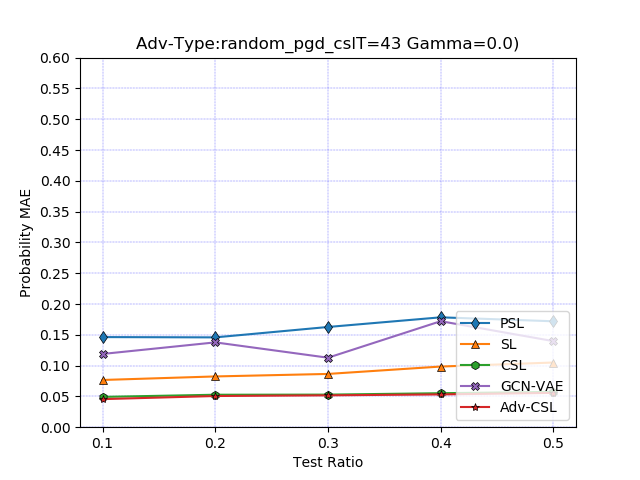 Adv-Type:random_pgd_cslT=43 Gamma=0.0)
0.60
0.55
0.50
0.45
0.40
0.35
0.30
0.25
0.20
0.15
0.10
0.05
0.00
Probability MAE
PSL
SL
CSL
GCN-VAE
Adv-CSL
0.1 0.2 0.3 0.4 0.5
Test Ratio